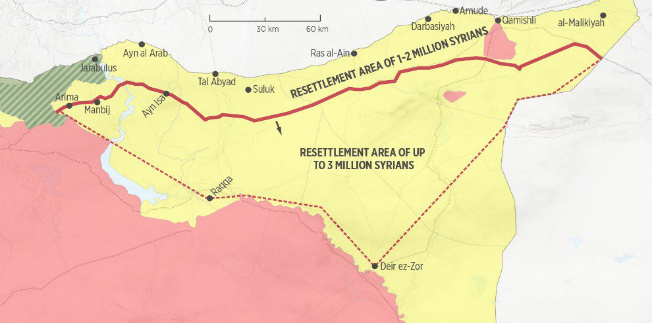 0
30 km
60 km
Amude
Darbasiyah
Qamishli
al-Malikiyah
Ayn al Arab
Ras al-Ain
Jarabulus
Tal Abyad
Suluk
RESETTLEMENT AREA OF 1-2 MILLION SYRIANS
Arima
Manbij
Ayn Issa
RESETTLEMENT AREA OF UP
TO 3 MILLION SYRIANS
Raqqa
Deir ez-Zor